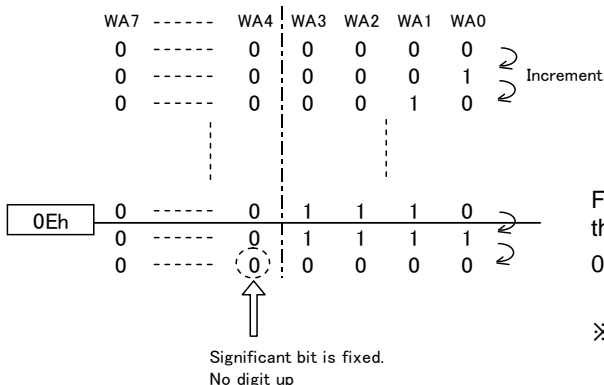 WA7 ------ WA4 WA3 WA2 WA1 WA0
0 ------ 0 0 0 0 0
0 ------ 0 0 0 0 1
Increment
0 ------ 0 0 0 1 0
0 ------ 0 1 1 1 0
0Eh
0 ------ 0 1 1 1 1
0 ------ 0 0 0 0 0
Significant bit is fixed.
No digit up
F
th
0
※